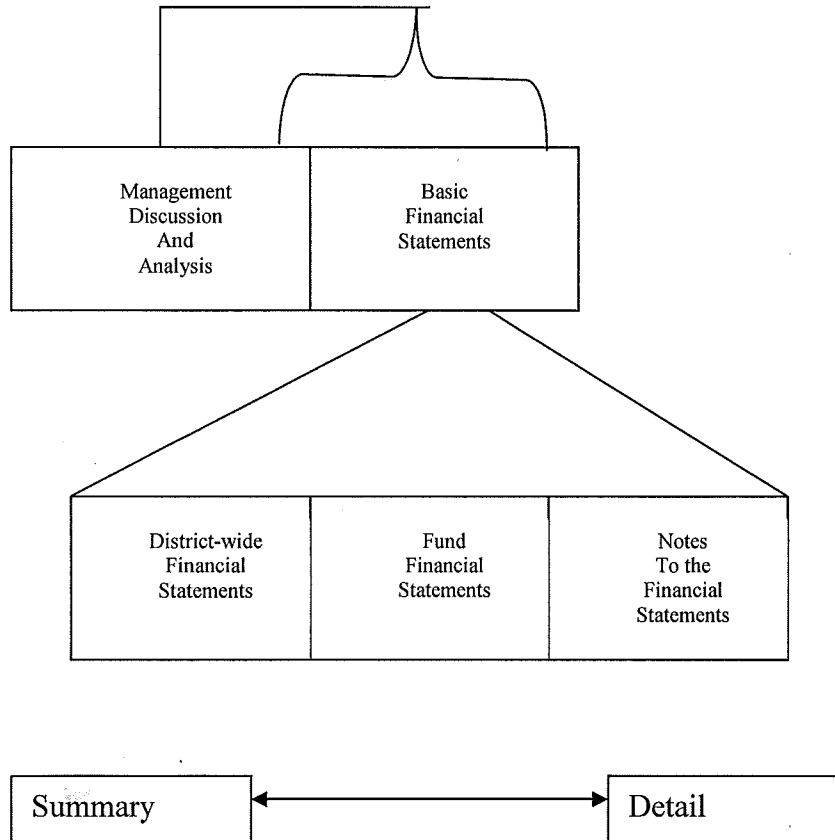 Management
Discussion
And
Analysis
Basic
Financial
Statements
District-wide
Financial
Statements
Fund
Financial
Statements
Notes
To the
Financial
Statements
Summary
Detail